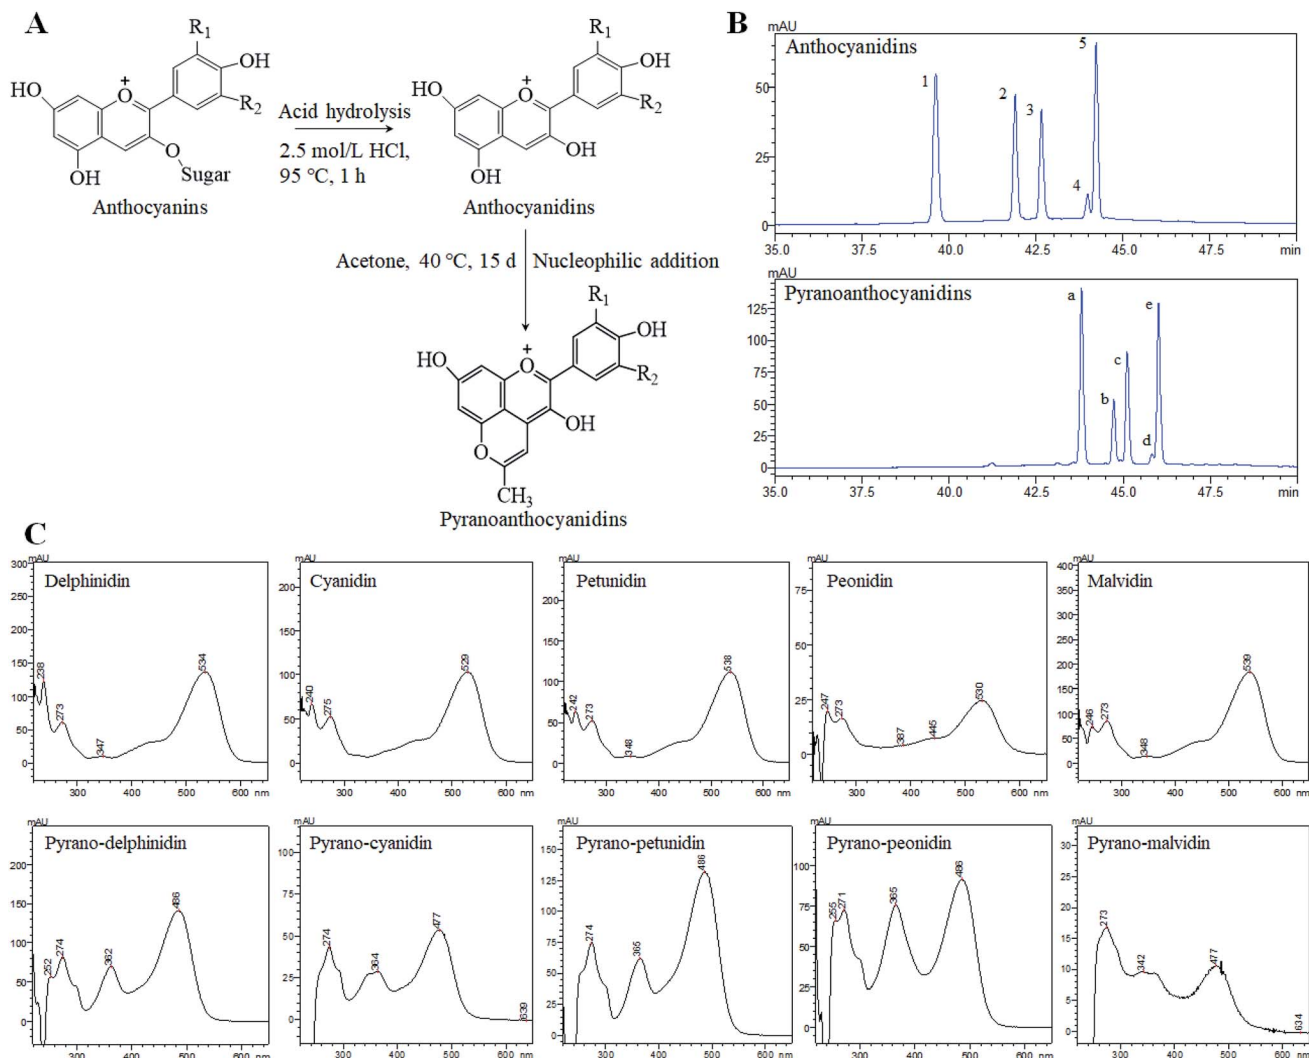 A
R1
OH
HO
+
O
R2
O
OH
Sugar
Anthocyanins
Acid hydrolysis
2.5 mol/L HCl,
95 °C, 1 h
R1
OH
HO
+
O
R2
OH
OH
Anthocyanidins
Acetone, 40 °C, 15 d Nucleophilic addition
R1
OH
HO
+
O
R2
OH
O
CH3
Pyranoanthocyanidins
B
mAU
Anthocyanidins
50
25
0
1
2
3
4
5
35.0 37.5 40.0 42.5 45.0 47.5 min
mAU
Pyranoanthocyanidins
125
100
75
50
25
0
a
b
c
d
e
35.0 37.5 40.0 42.5 45.0 47.5 min
C
mAU
Delphinidin
300
250
200
150
100
50
0
238
273
347
534
300 400 500 600 nm
mAU
Cyanidin
200
150
100
50
0
240
275
529
300 400 500 600 nm
mAU
Petunidin
200
150
100
50
0
242
273
348
538
300 400 500 600 nm
mAU
Peonidin
75
50
25
0
247
273
387
445
530
300 400 500 600 nm
mAU
Malvidin
400
350
300
250
200
150
100
50
0
246
273
348
539
300 400 500 600 nm
mAU
Pyrano-delphinidin
200
150
100
50
0
252
274
362
486
300 400 500 600 nm
mAU
Pyrano-cyanidin
100
75
50
25
0
274
364
477
639
300 400 500 600 nm
mAU
Pyrano-petunidin
150
125
100
75
50
25
0
274
365
486
300 400 500 600 nm
mAU
Pyrano-peonidin
100
75
50
25
0
255
271
365
486
300 400 500 600 nm
mAU
Pyrano-malvidin
30
25
20
15
10
5
0
273
342
477
634
300 400 500 600 nm